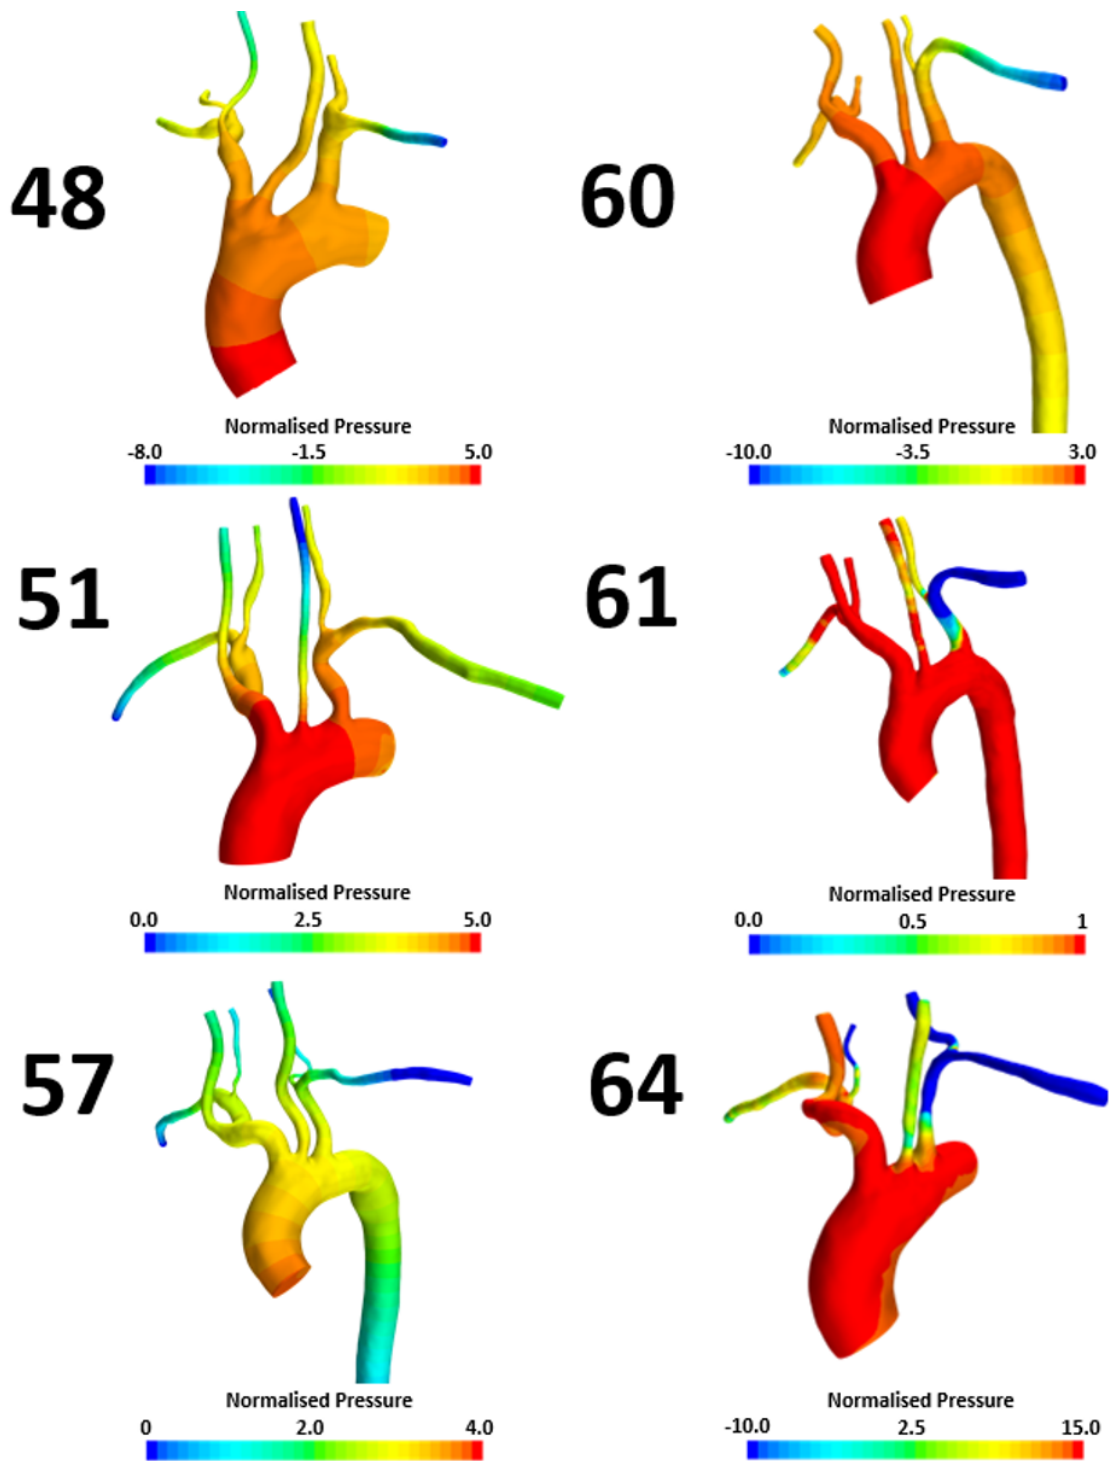 48
60
Normalised Pressure
-8.0 -1.5 5.0
Normalised Pressure
-10.0 -3.5 3.0
51
61
Normalised Pressure
0.0 2.5 5.0
Normalised Pressure
0.0 0.5 1
57
64
Normalised Pressure
0 2.0 4.0
Normalised Pressure
-10.0 2.5 15.0